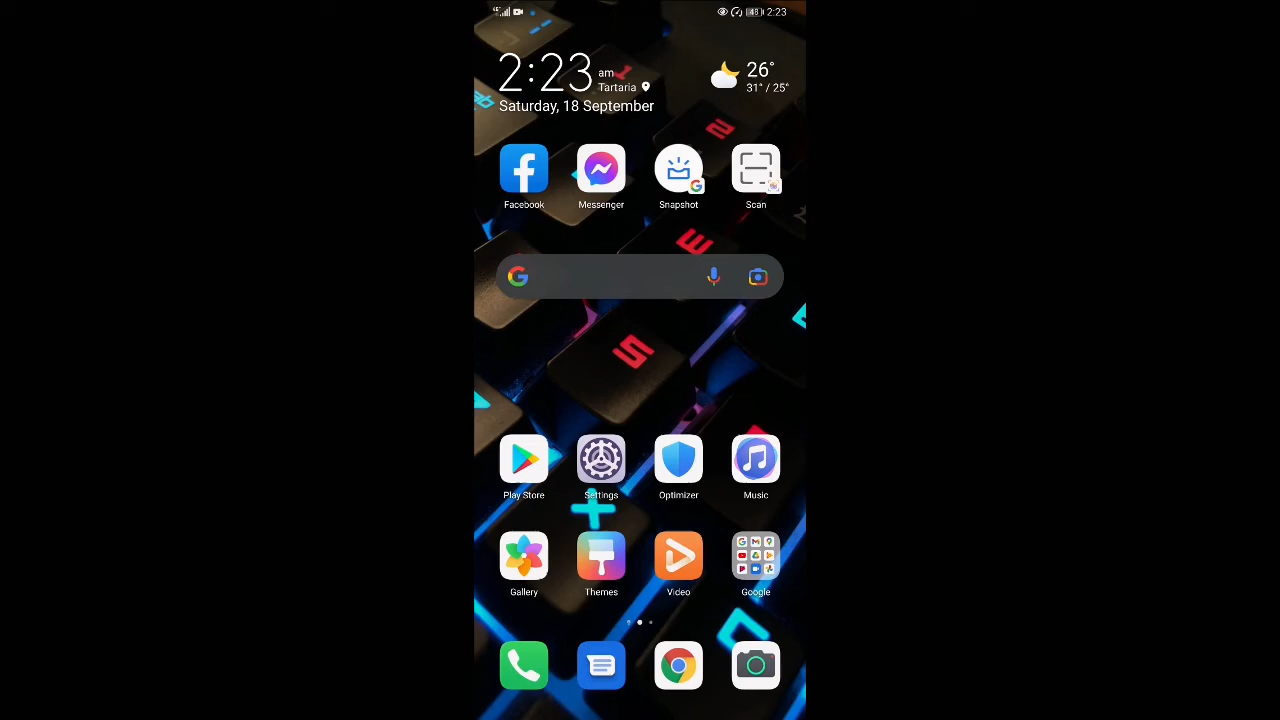 48 2:23
2:23 am
Tartaria
Saturday, 18 September
26°
31° / 25°
Facebook Messenger Snapshot Scan
Play Store Settings Optimizer Music
Gallery Themes Video Google